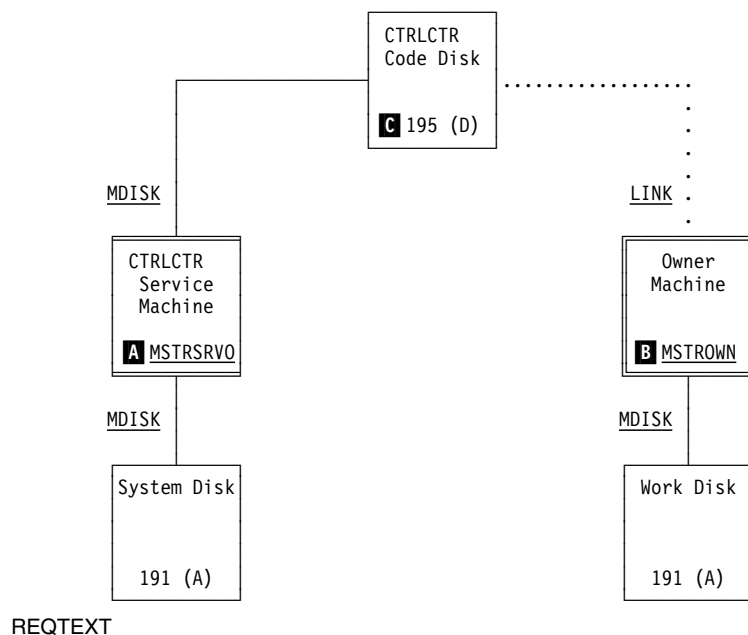 CTRLCTR
Code Disk
C 195 (D)
MDISK
LINK
CTRLCTR
Service
Machine
A MSTRSRVO
Owner
Machine
B MSTROWN
MDISK
MDISK
System Disk
191 (A)
Work Disk
191 (A)
REQTEXT